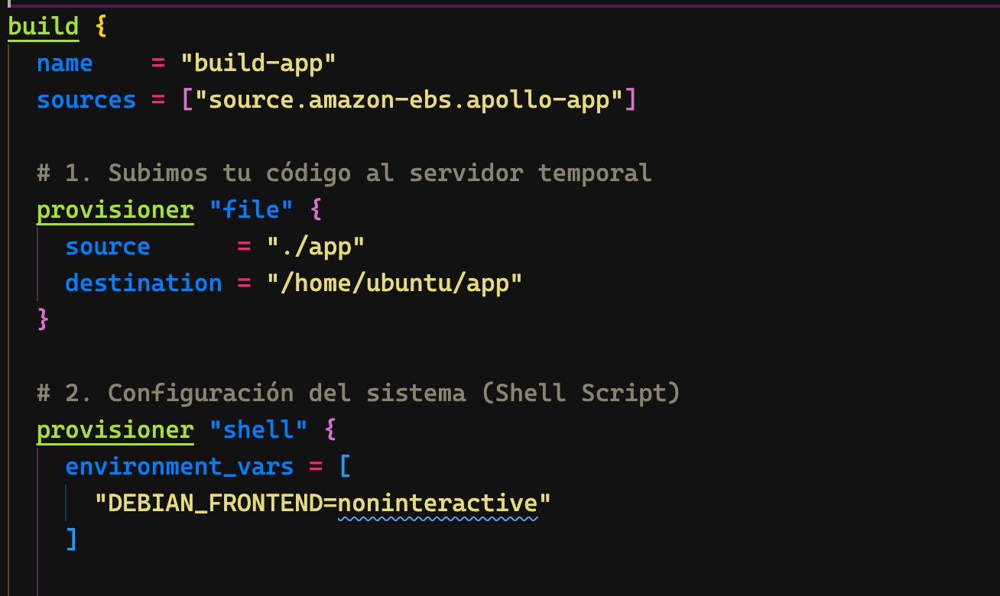 build {
  name    = "build-app"
  sources = ["source.amazon-ebs.apollo-app"]

  # 1. Subimos tu código al servidor temporal
  provisioner "file" {
    source      = "./app"
    destination = "/home/ubuntu/app"
  }

  # 2. Configuración del sistema (Shell Script)
  provisioner "shell" {
    environment_vars = [
      "DEBIAN_FRONTEND=noninteractive"
    ]